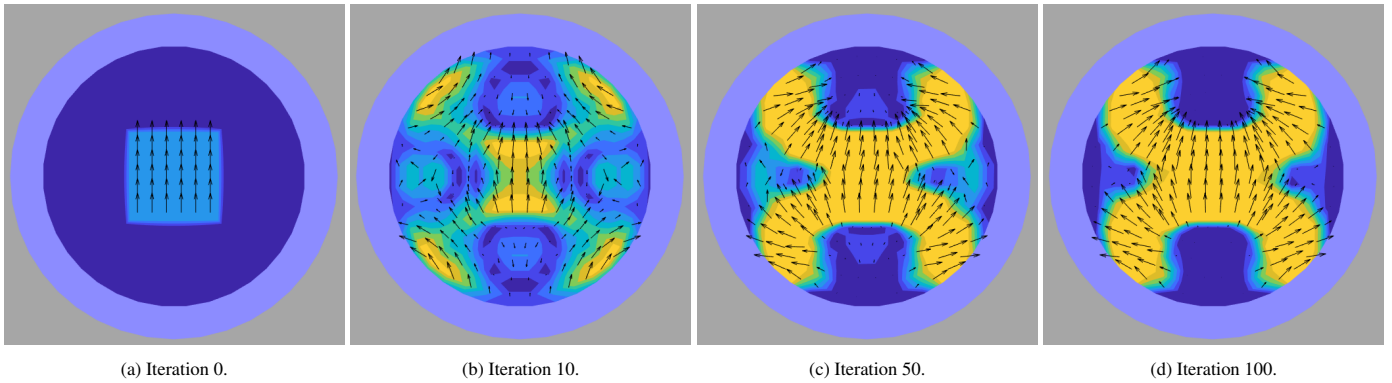 (a) Iteration 0.
(b) Iteration 10.
(c) Iteration 50.
(d) Iteration 100.